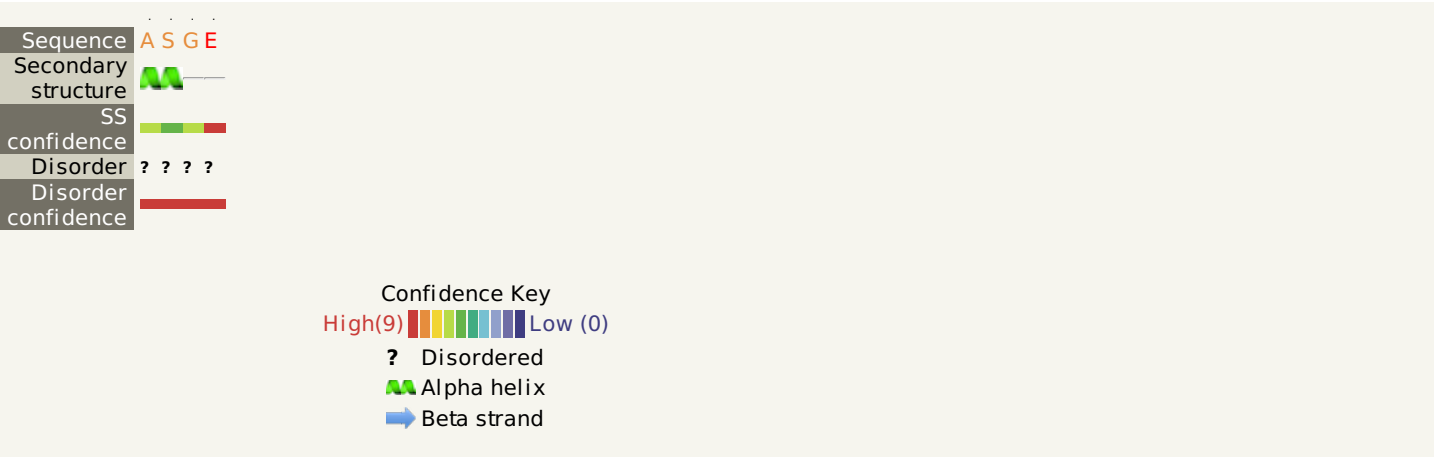 Sequence A S G E
Secondary
structure
SS
confidence
Disorder ? ? ? ?
Disorder
confidence
Confidence Key
High(9) Low (0)
? Disordered
Alpha helix
Beta strand